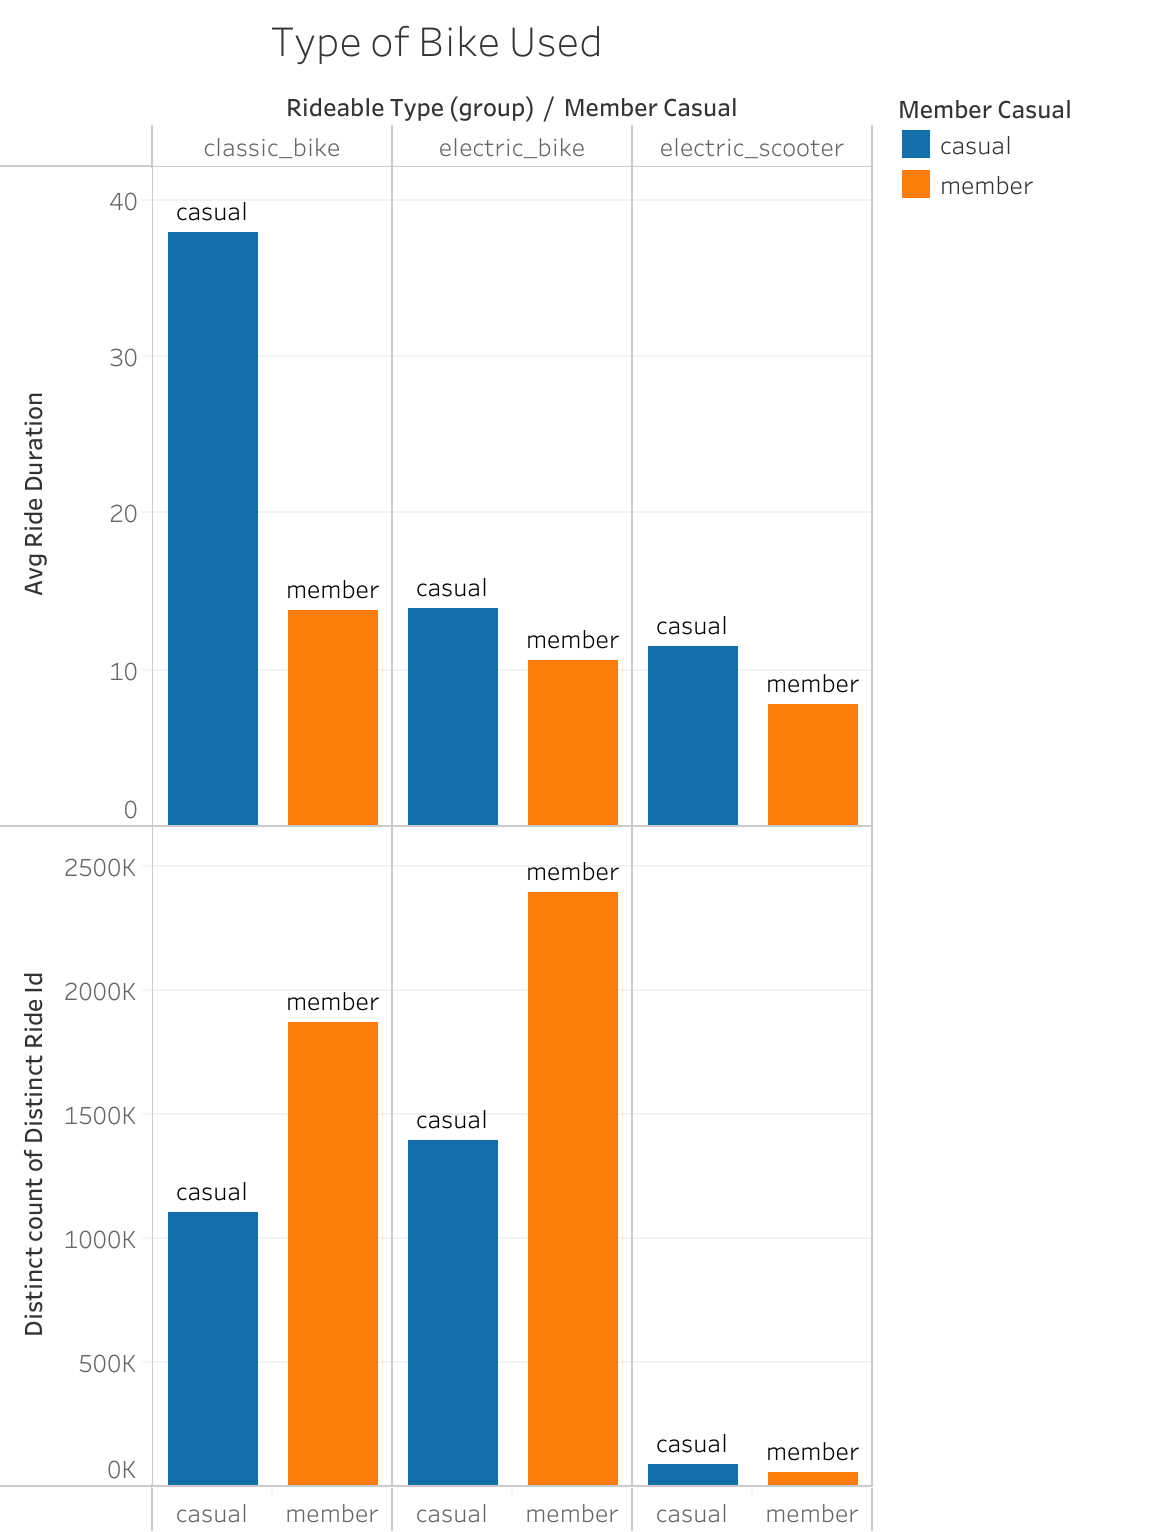 Type of Bike Used
Rideable Type (group) / Member Casual
Member Casual
classic_bike electric_bike electric_scooter
casual
member
Avg Ride Duration
40
30
20
10
0
casual
member
casual
member
casual
member
Distinct count of Distinct Ride Id
2500K
2000K
1500K
1000K
500K
0K
casual
member
casual
member
casual
member
casual member casual member casual member